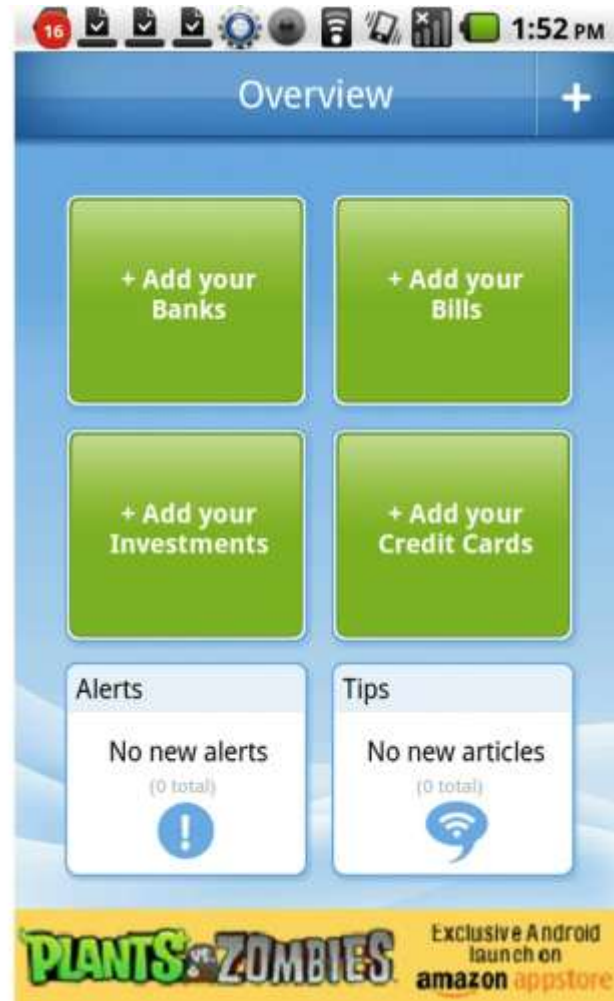 16
1:52 PM
Overview
+
+ Add your
Banks
+ Add your
Bills
+ Add your
Investments
+ Add your
Credit Cards
Alerts
No new alerts
(0 total)
!
Tips
No new articles
(0 total)
PLANTS vs. ZOMBIES
Exclusive Android
launch on
amazon appstore